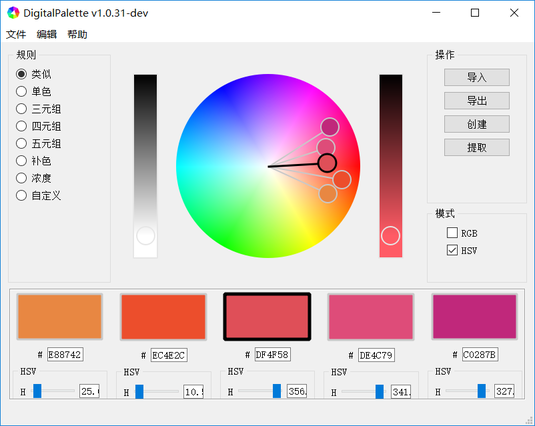 DigitalPalette v1.0.31-dev
文件 编辑 帮助
规则
类似
单色
三元组
四元组
五元组
补色
浓度
自定义
操作
导入
导出
创建
提取
模式
RGB
HSV
# E88742 # EC4E2C # DF4F58 # DE4C79 # C0287B
HSV HSV HSV HSV HSV
H 25. H 10. H 356. H 341. H 327.